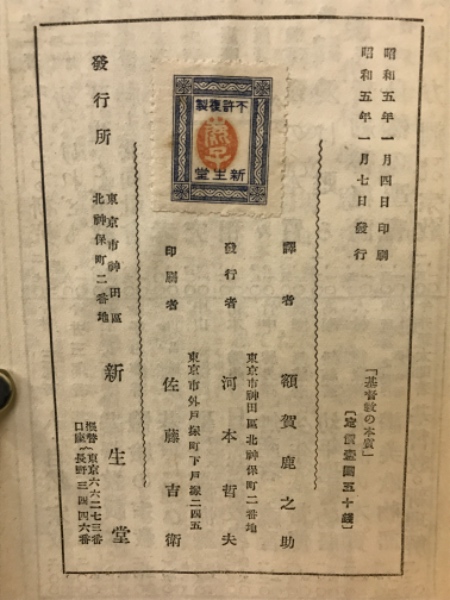 昭和五年一月四日印刷
昭和五年一月七日發行
「基督教の本質」
〔定價壹圓五十錢〕
不許複製
新生堂
譯者 額賀鹿之助
東京市神田區北神保町二番地
發行者 河本哲夫
東京市外戸塚町下戸塚二四五
印刷者 佐藤吉衛
發行所
東京市神田區
北神保町二番地
新生堂
振替
口座
東京六六二七三番
長野三四四六番